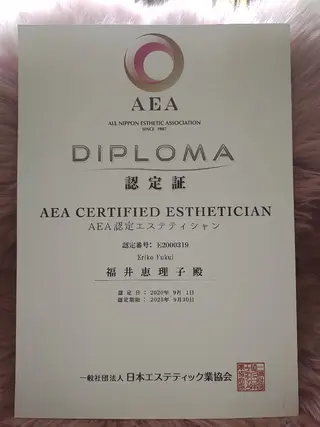 AEA
ALL NIPPON ESTHETIC ASSOCIATION
SINCE 1987
DIPLOMA
認定証
AEA CERTIFIED ESTHETICIAN
AEA認定エステティシャン
認定番号: E2000319
Eriko Fukui
福井恵理子殿
認定日:2020年 9月 1日
認定期限:2025年 9月30日
一般社団法人 日本エステティック業協会